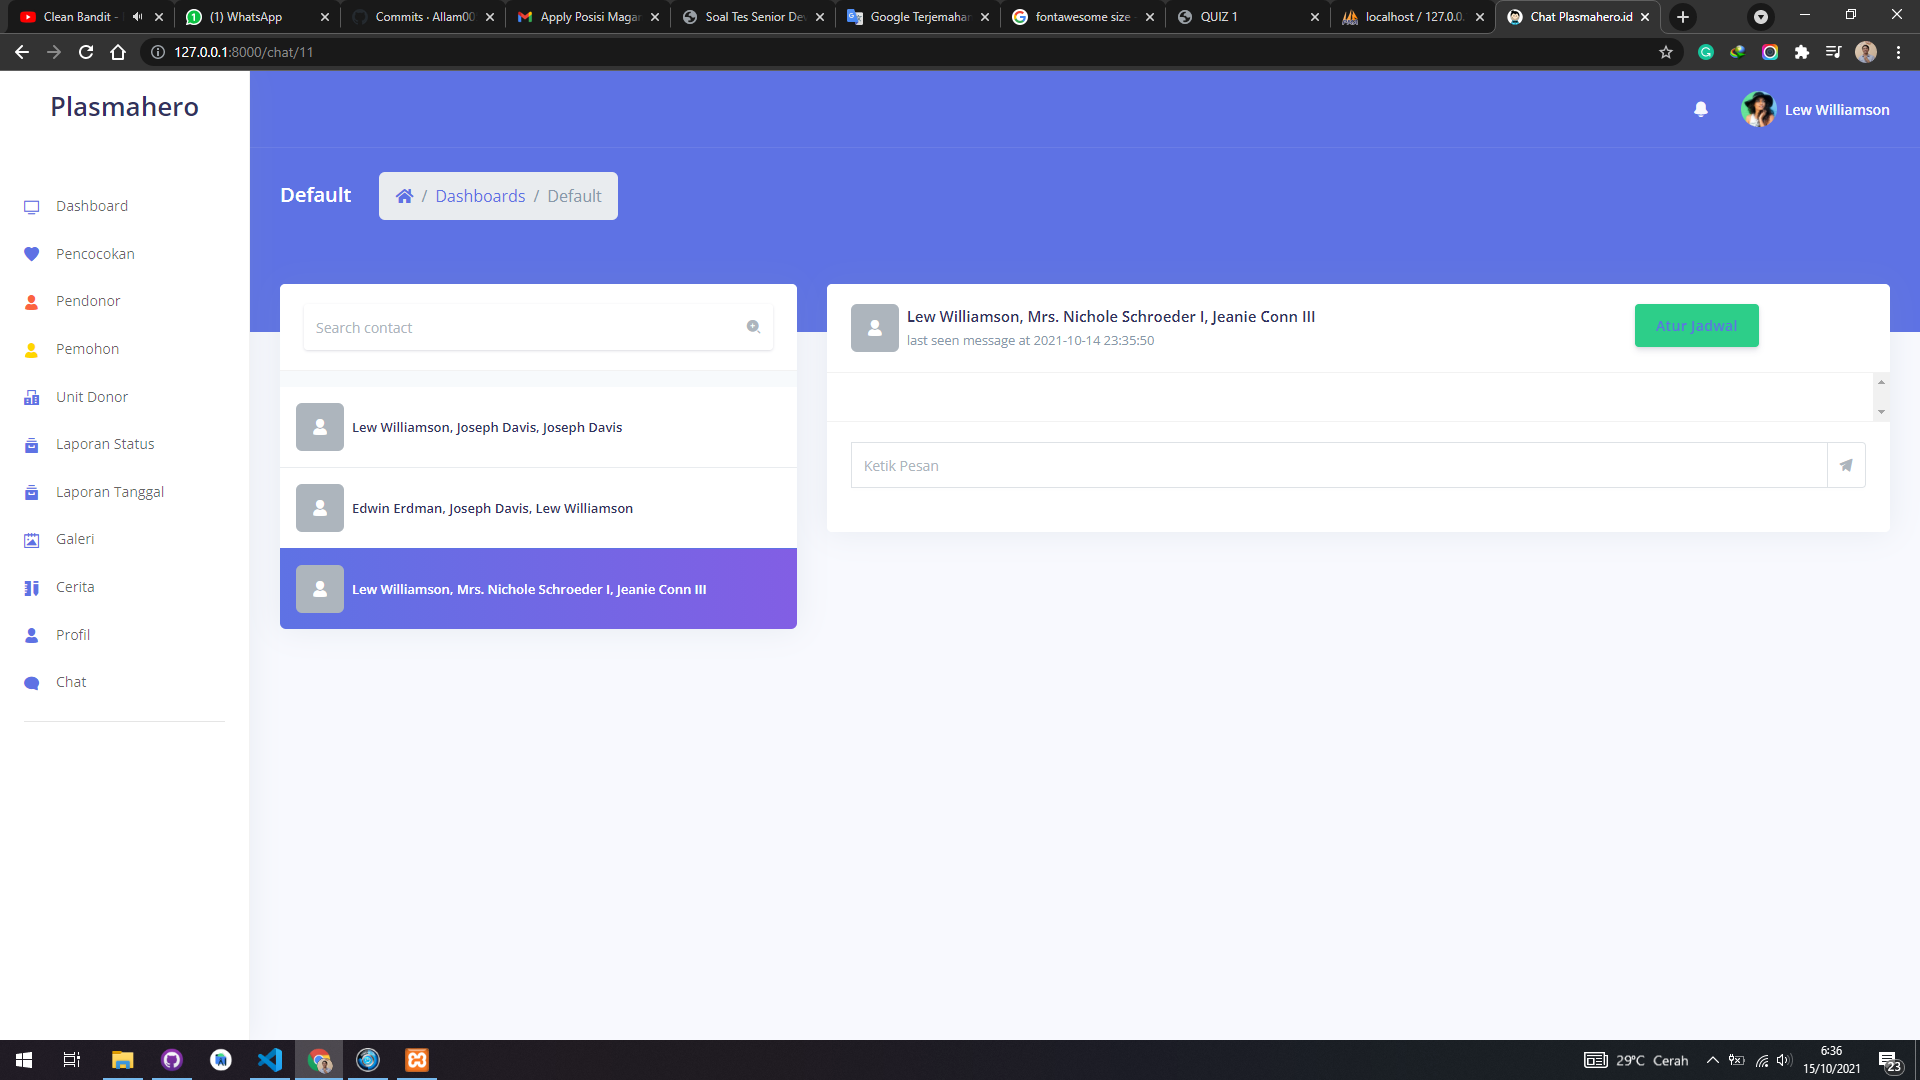 Clean Bandit -
(1) WhatsApp
Commits · Allam00
Apply Posisi Magan
Soal Tes Senior Dev
Google Terjemahan
fontawesome size -
QUIZ 1
localhost / 127.0.0.
Chat Plasmahero.id
127.0.0.1:8000/chat/11
Plasmahero
Lew Williamson
Default
/ Dashboards / Default
Dashboard
Pencocokan
Pendonor
Pemohon
Unit Donor
Laporan Status
Laporan Tanggal
Galeri
Cerita
Profil
Chat
Search contact
Lew Williamson, Joseph Davis, Joseph Davis
Edwin Erdman, Joseph Davis, Lew Williamson
Lew Williamson, Mrs. Nichole Schroeder I, Jeanie Conn III
Lew Williamson, Mrs. Nichole Schroeder I, Jeanie Conn III
last seen message at 2021-10-14 23:35:50
Atur Jadwal
Ketik Pesan
29°C Cerah
6:36
15/10/2021
23